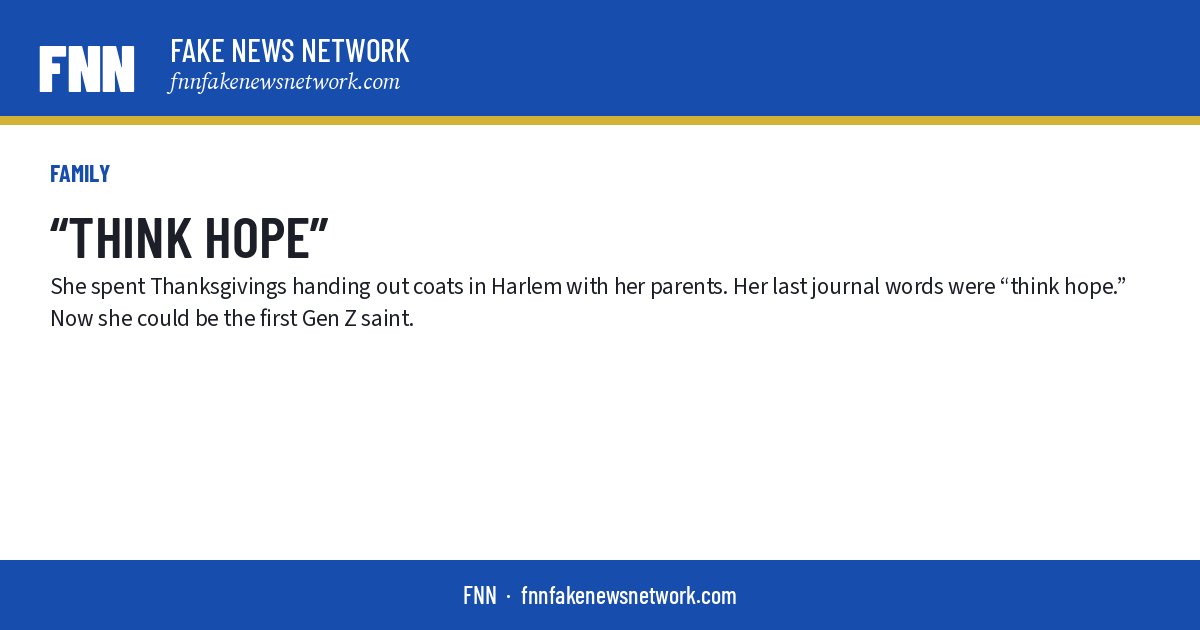 FNN
FAKE NEWS NETWORK
fnnfakenewsnetwork.com
FAMILY
“THINK HOPE”
She spent Thanksgivings handing out coats in Harlem with her parents. Her last journal words were “think hope.”
Now she could be the first Gen Z saint.
FNN · fnnfakenewsnetwork.com